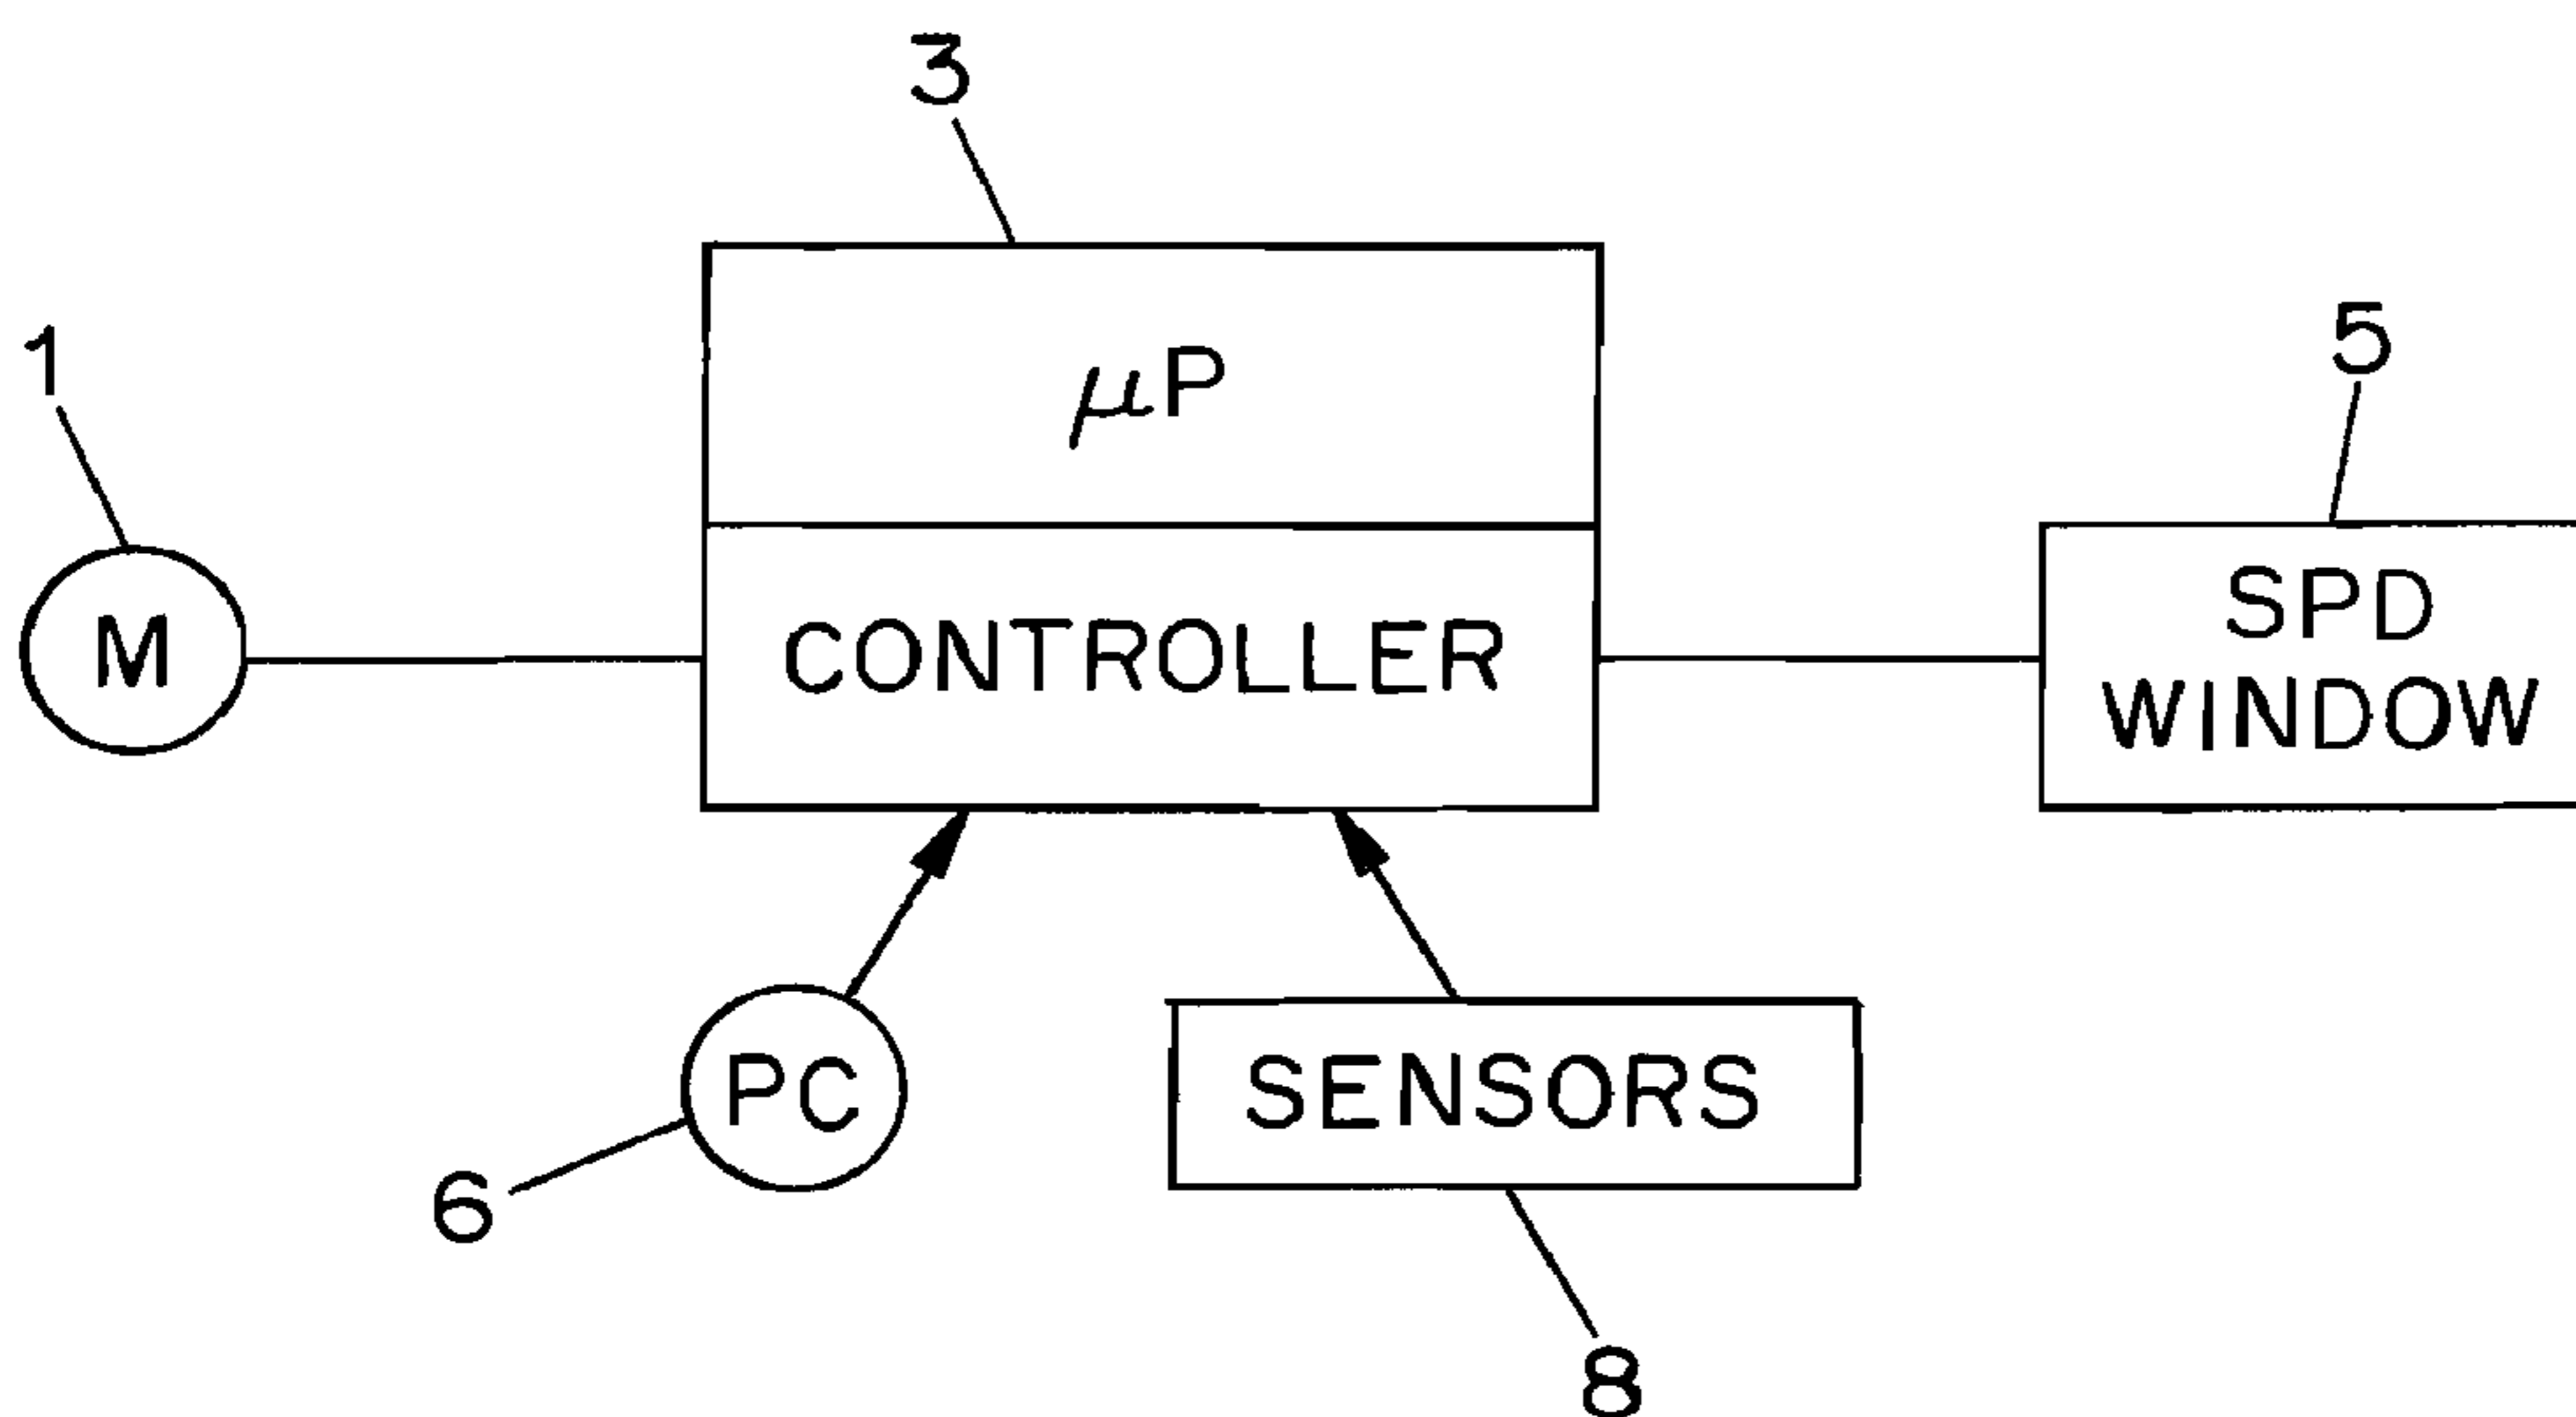 3
1
μP
5
M
CONTROLLER
SPD
WINDOW
PC
SENSORS
6
8